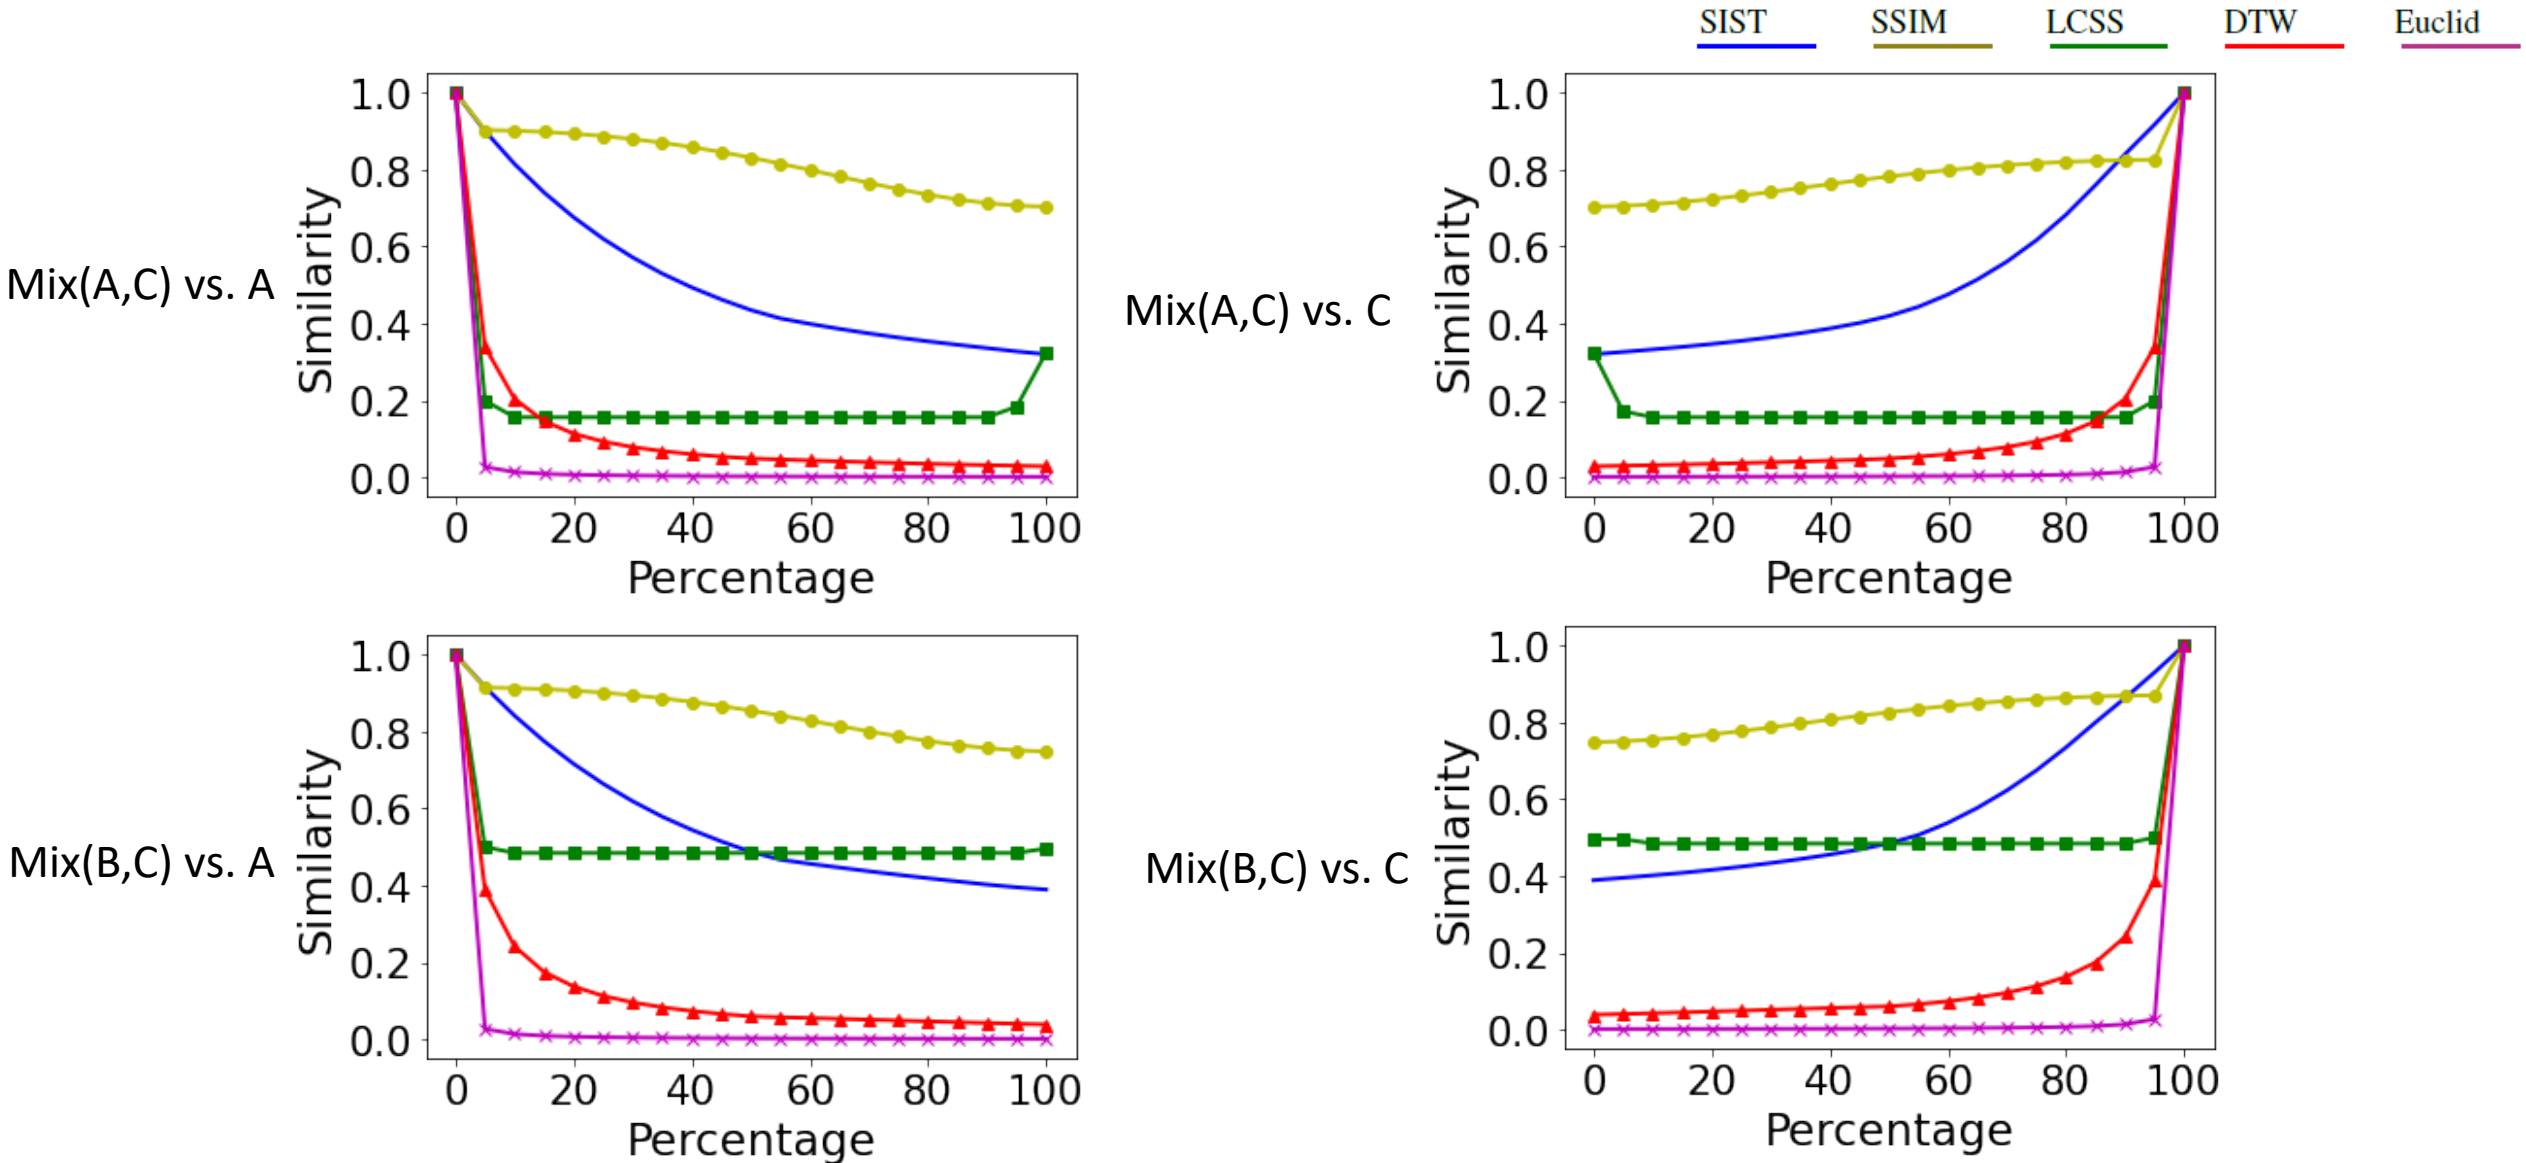 SIST SSIM LCSS DTW Euclid
Mix(A,C) vs. A
Similarity
1.0
0.8
0.6
0.4
0.2
0.0
0 20 40 60 80 100
Percentage
Mix(A,C) vs. C
Similarity
1.0
0.8
0.6
0.4
0.2
0.0
0 20 40 60 80 100
Percentage
Mix(B,C) vs. A
Similarity
1.0
0.8
0.6
0.4
0.2
0.0
0 20 40 60 80 100
Percentage
Mix(B,C) vs. C
Similarity
1.0
0.8
0.6
0.4
0.2
0.0
0 20 40 60 80 100
Percentage